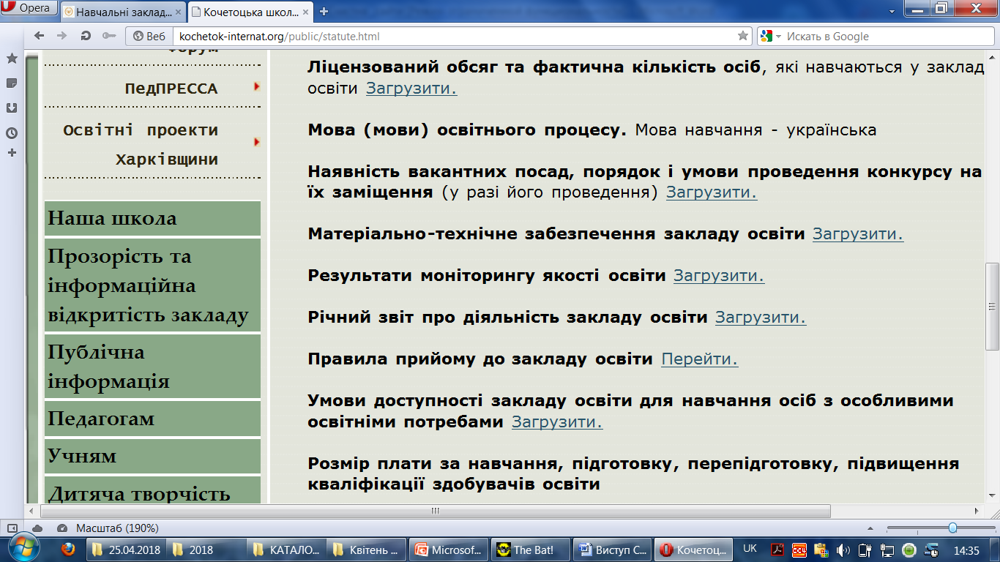 Opera
Навчальні заклад...
Кочетоцька школ...
Веб
kochetok-internat.org/public/statute.html
Искать в Google
Форум
ПедПРЕССА
Освітні проекти
Харківщини
Наша школа
Прозорість та
інформаційна
відкритість закладу
Публічна
інформація
Педагогам
Учням
Дитяча творчість
Ліцензований обсяг та фактична кількість осіб, які навчаються у заклад
освіти Загрузити.
Мова (мови) освітнього процесу. Мова навчання - українська
Наявність вакантних посад, порядок і умови проведення конкурсу на
їх заміщення (у разі його проведення) Загрузити.
Матеріально-технічне забезпечення закладу освіти Загрузити.
Результати моніторингу якості освіти Загрузити.
Річний звіт про діяльність закладу освіти Загрузити.
Правила прийому до закладу освіти Перейти.
Умови доступності закладу освіти для навчання осіб з особливими
освітніми потребами Загрузити.
Розмір плати за навчання, підготовку, перепідготовку, підвищення
кваліфікації здобувачів освіти
Масштаб (190%)
25.04.2018
2018
КАТАЛО...
Квітень ...
Microsof...
The Bat!
Виступ С...
Кочетоц...
UK
14:35